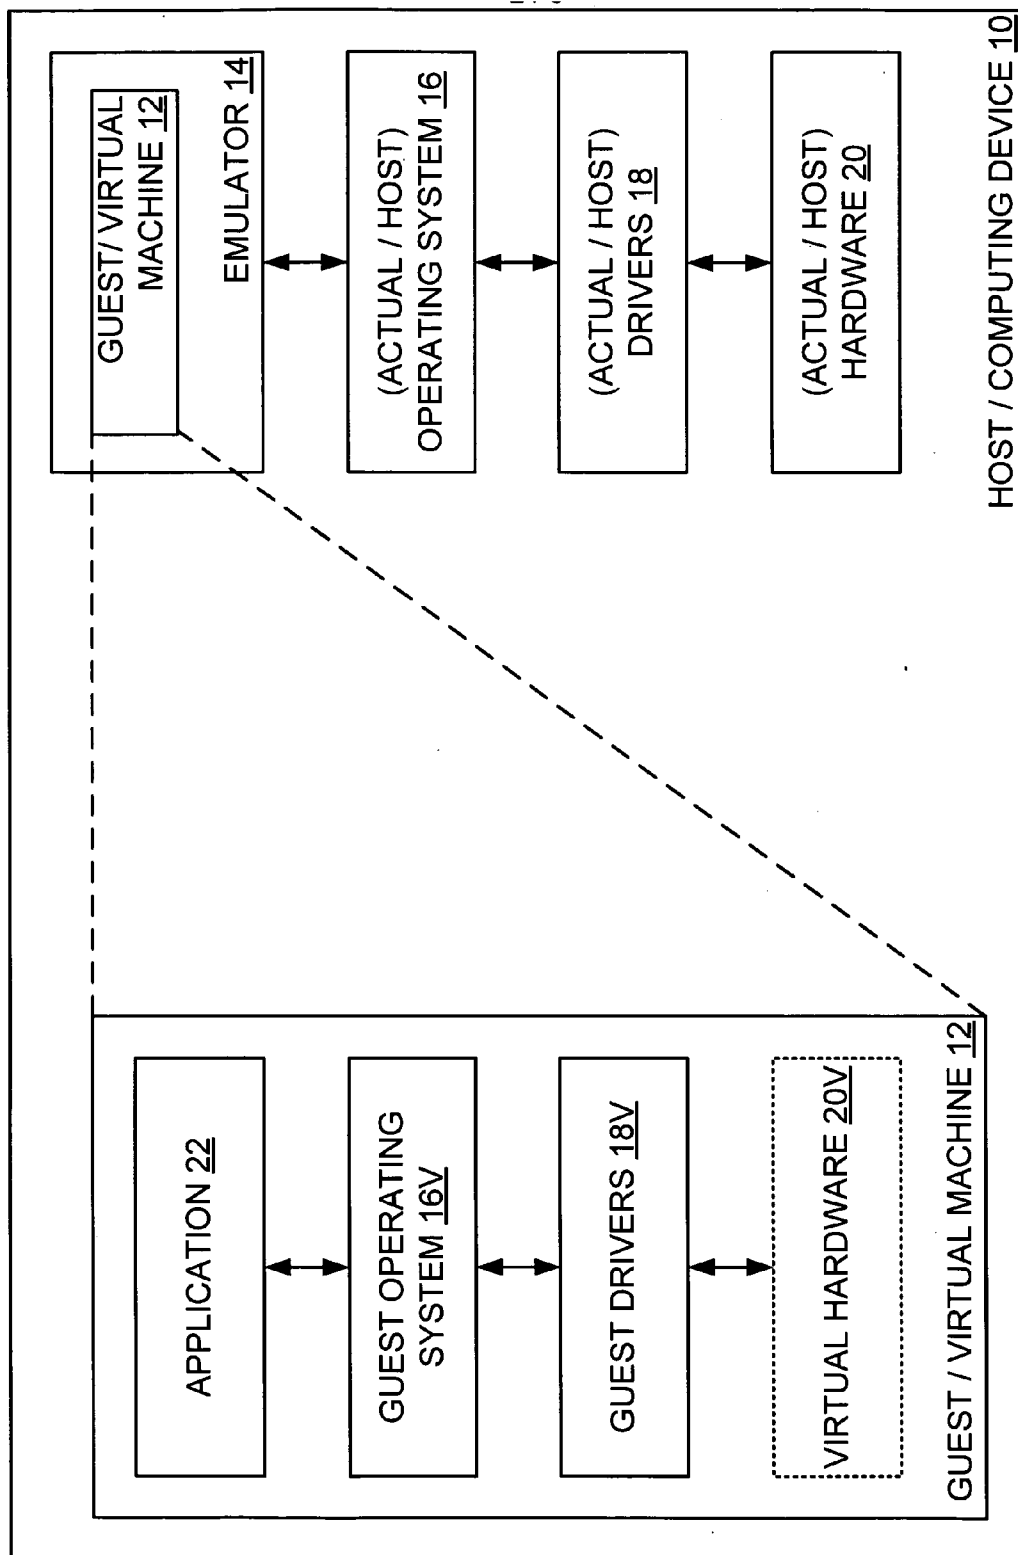 GUEST/ VIRTUAL
MACHINE 12
EMULATOR 14
(ACTUAL / HOST)
OPERATING SYSTEM 16
(ACTUAL / HOST)
DRIVERS 18
(ACTUAL / HOST)
HARDWARE 20
HOST / COMPUTING DEVICE 10
APPLICATION 22
GUEST OPERATING
SYSTEM 16V
GUEST DRIVERS 18V
VIRTUAL HARDWARE 20V
GUEST / VIRTUAL MACHINE 12